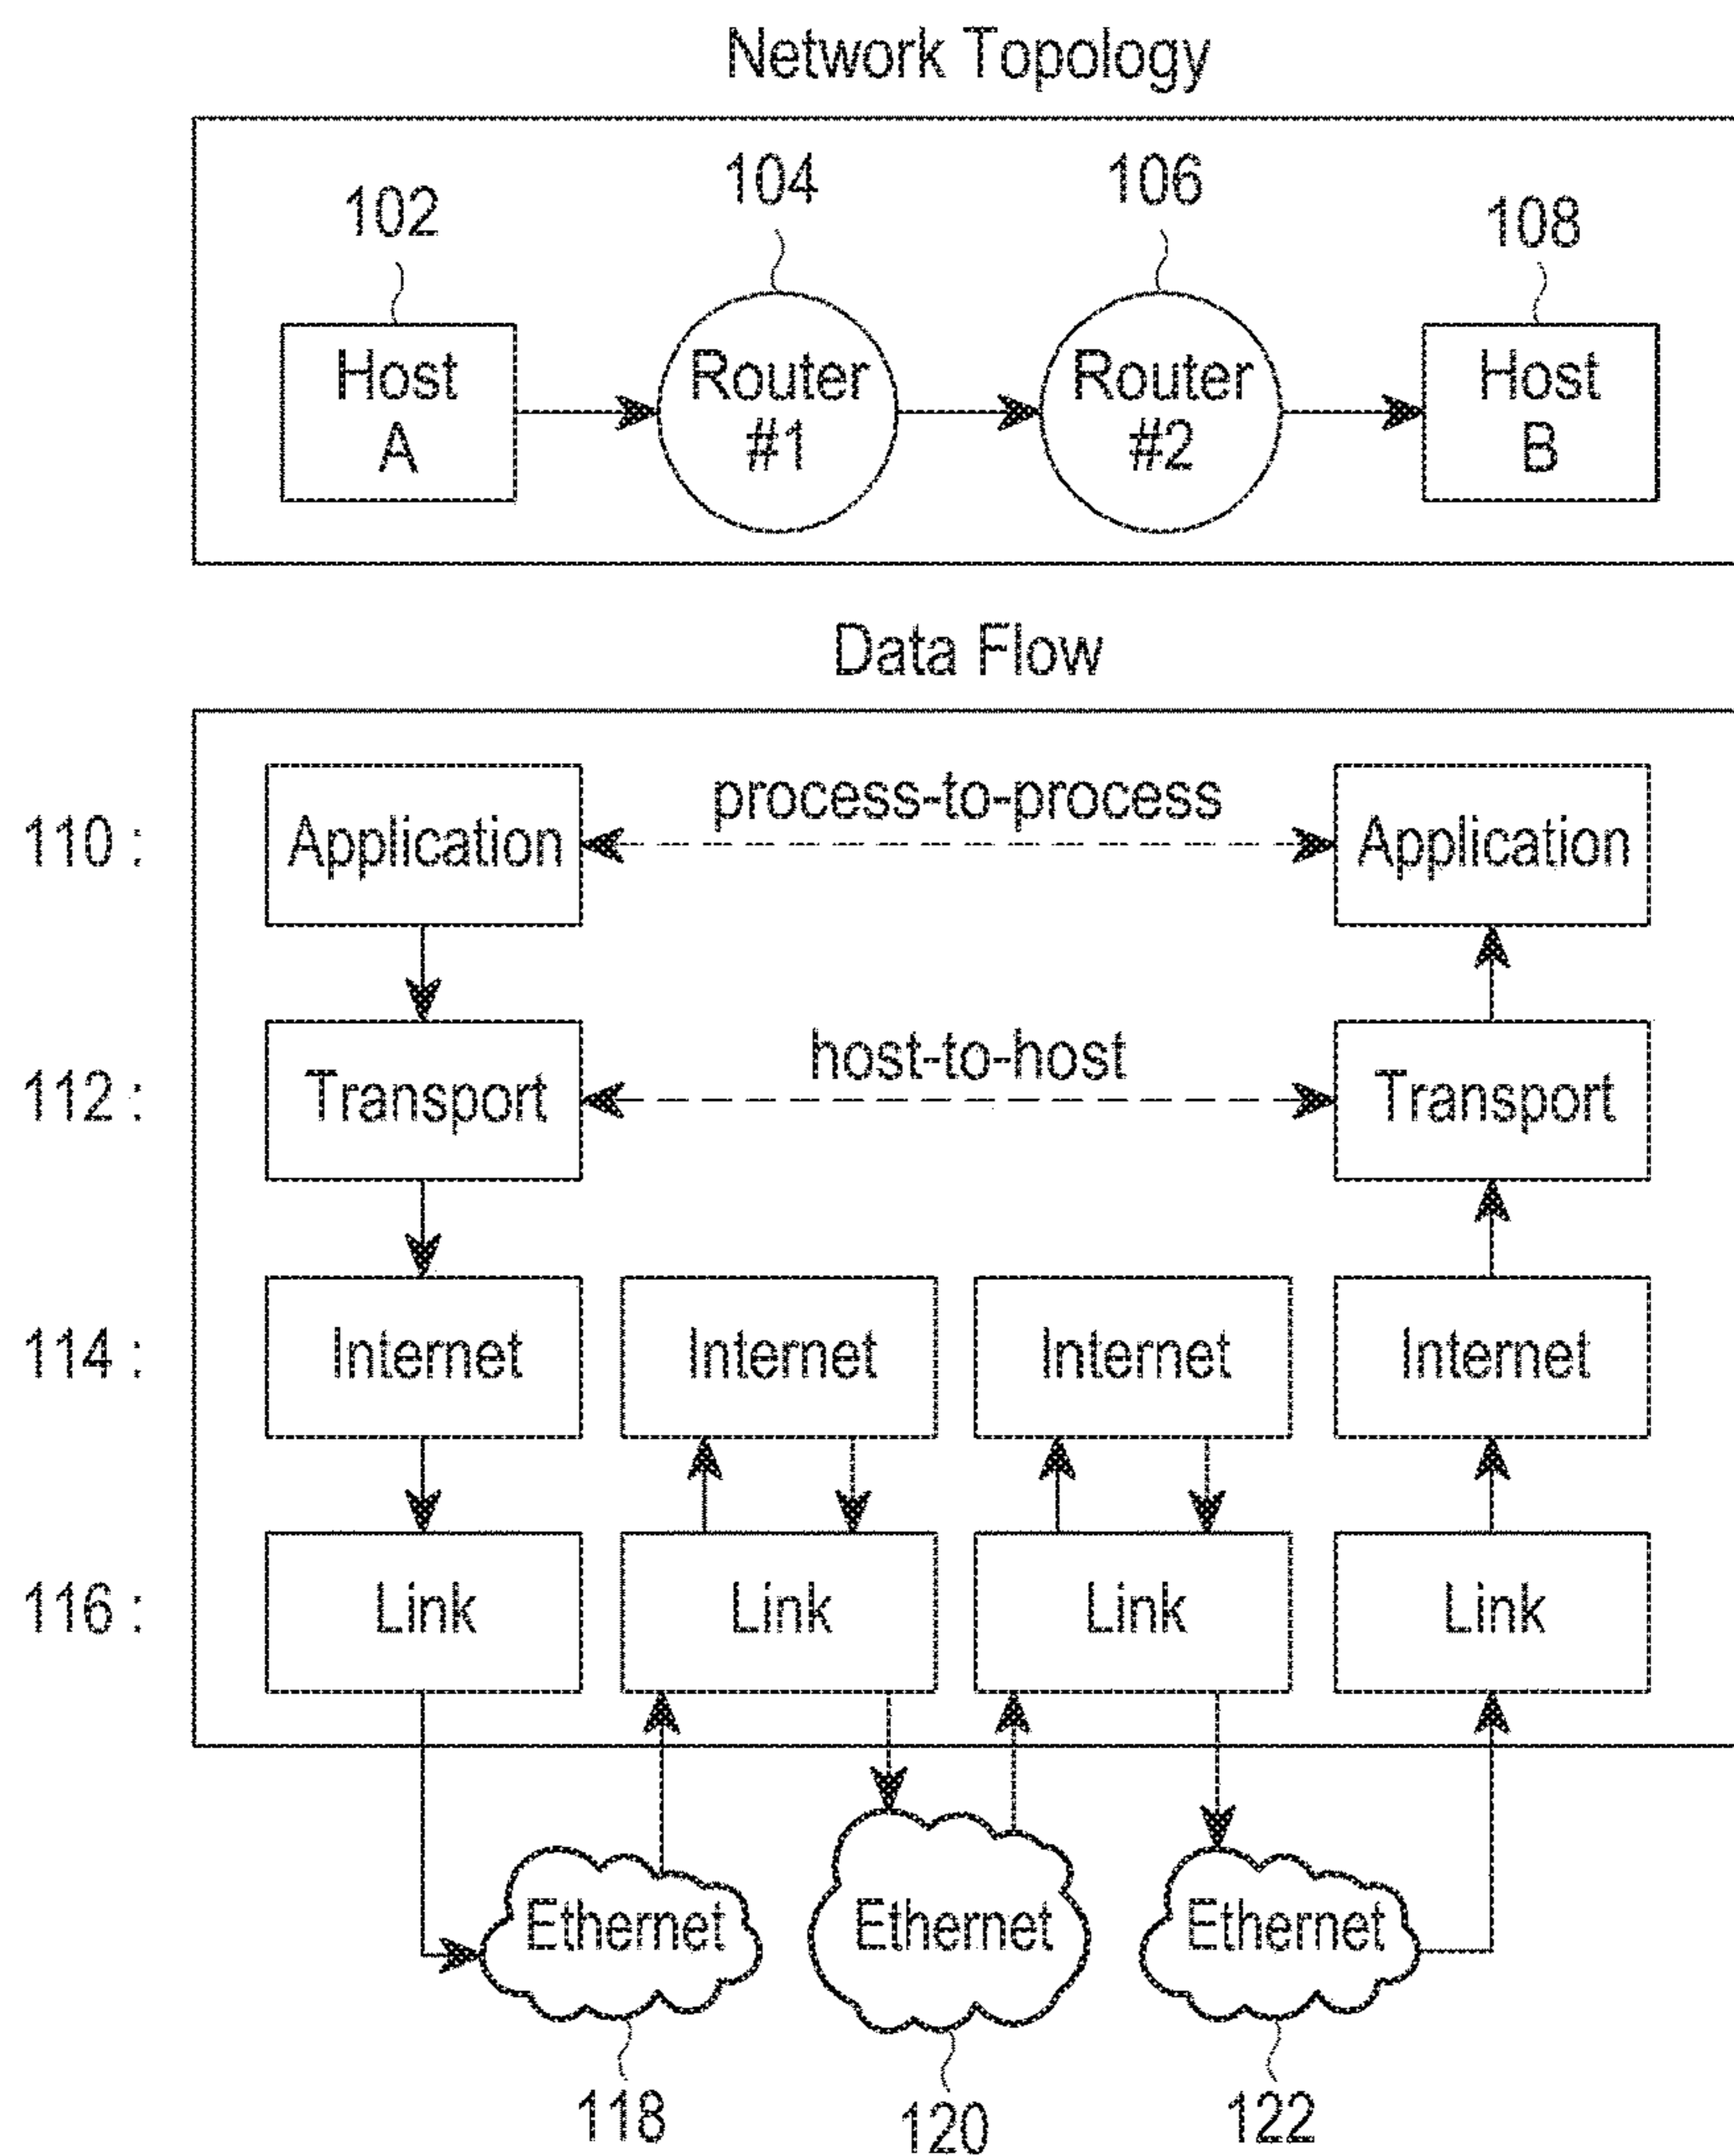 Network Topology
102
104
106
108
Host
A
Router
#1
Router
#2
Host
B
Data Flow
110 :
Application
process-to-process
Application
112 :
Transport
host-to-host
Transport
114 :
Internet
Internet
Internet
Internet
116 :
Link
Link
Link
Link
Ethernet
Ethernet
Ethernet
118
120
122